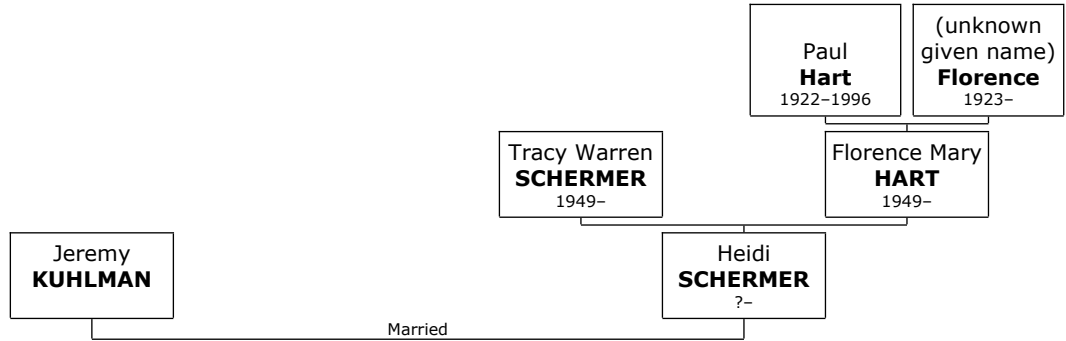 Paul
Hart
1922–1996
(unknown
given name)
Florence
1923–
Tracy Warren
SCHERMER
1949–
Florence Mary
HART
1949–
Jeremy
KUHLMAN
Heidi
SCHERMER
?–
Married